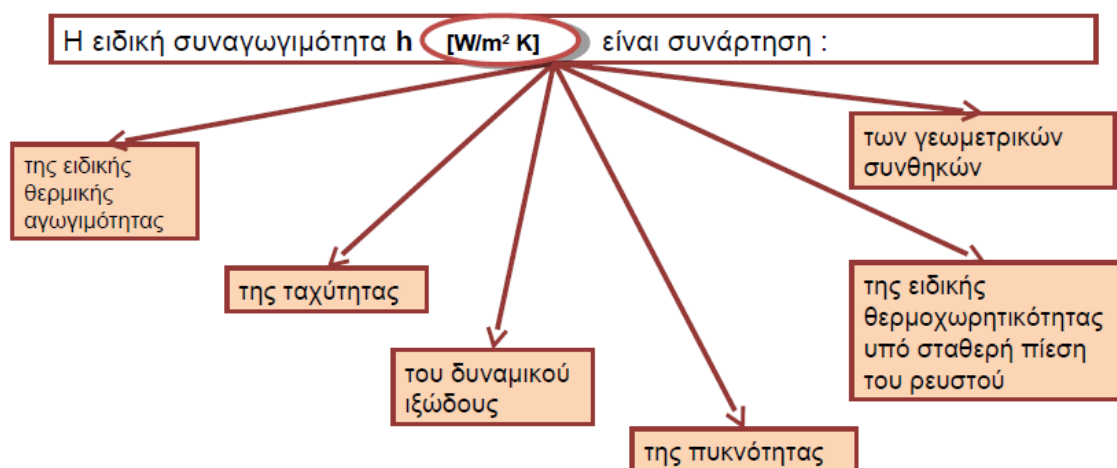 Η ειδική συναγωγιμότητα h [W/m² K] είναι συνάρτηση :
της ειδικής
θερμικής
αγωγιμότητας
της ταχύτητας
του δυναμικού
ιξώδους
της πυκνότητας
της ειδικής
θερμοχωρητικότητας
υπό σταθερή πίεση
του ρευστού
των γεωμετρικών
συνθηκών